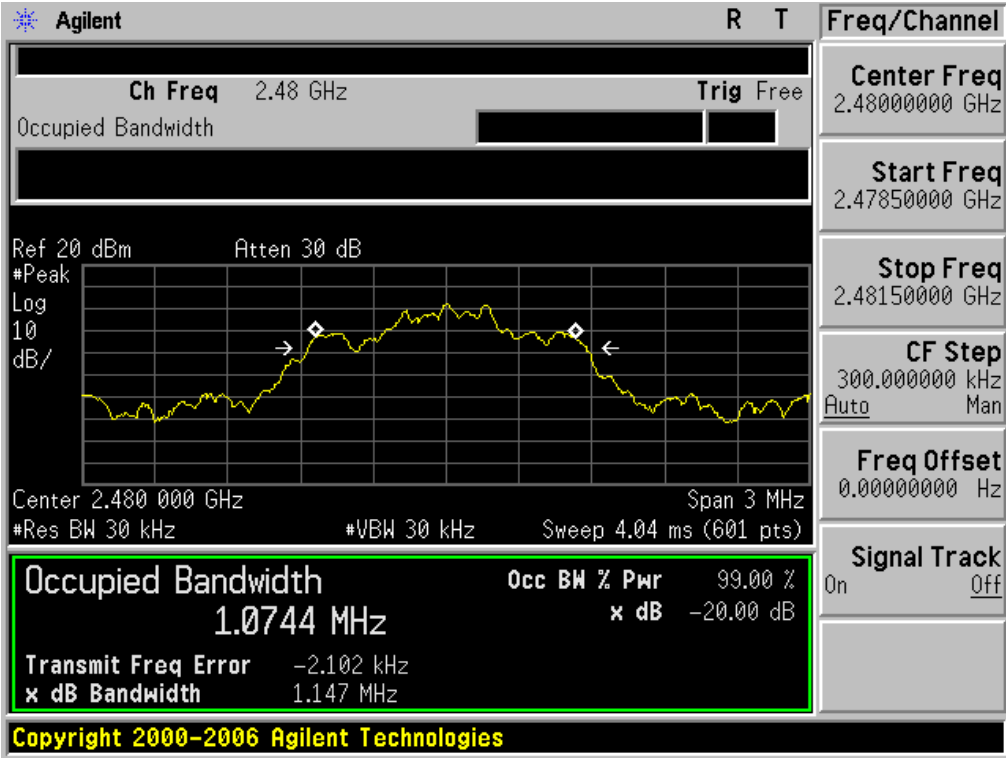 Agilent R T Freq/Channel
Ch Freq 2.48 GHz Trig Free
Occupied Bandwidth
Center Freq
2.48000000 GHz
Start Freq
2.47850000 GHz
Stop Freq
2.48150000 GHz
CF Step
300.000000 kHz
Auto Man
Freq Offset
0.00000000 Hz
Signal Track
On Off
Ref 20 dBm Atten 30 dB
#Peak
Log
10
dB/
Center 2.480 000 GHz Span 3 MHz
#Res BW 30 kHz #VBW 30 kHz Sweep 4.04 ms (601 pts)
Occupied Bandwidth
1.0744 MHz
Occ BW % Pwr 99.00 %
x dB -20.00 dB
Transmit Freq Error -2.102 kHz
x dB Bandwidth 1.147 MHz
Copyright 2000-2006 Agilent Technologies